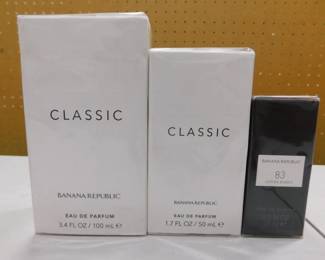 CLASSIC
BANANA REPUBLIC
EAU DE PARFUM
3.4 FL OZ / 100 mL ℮
CLASSIC
BANANA REPUBLIC
EAU DE PARFUM
1.7 FL OZ / 50 mL ℮
BANANA REPUBLIC
83